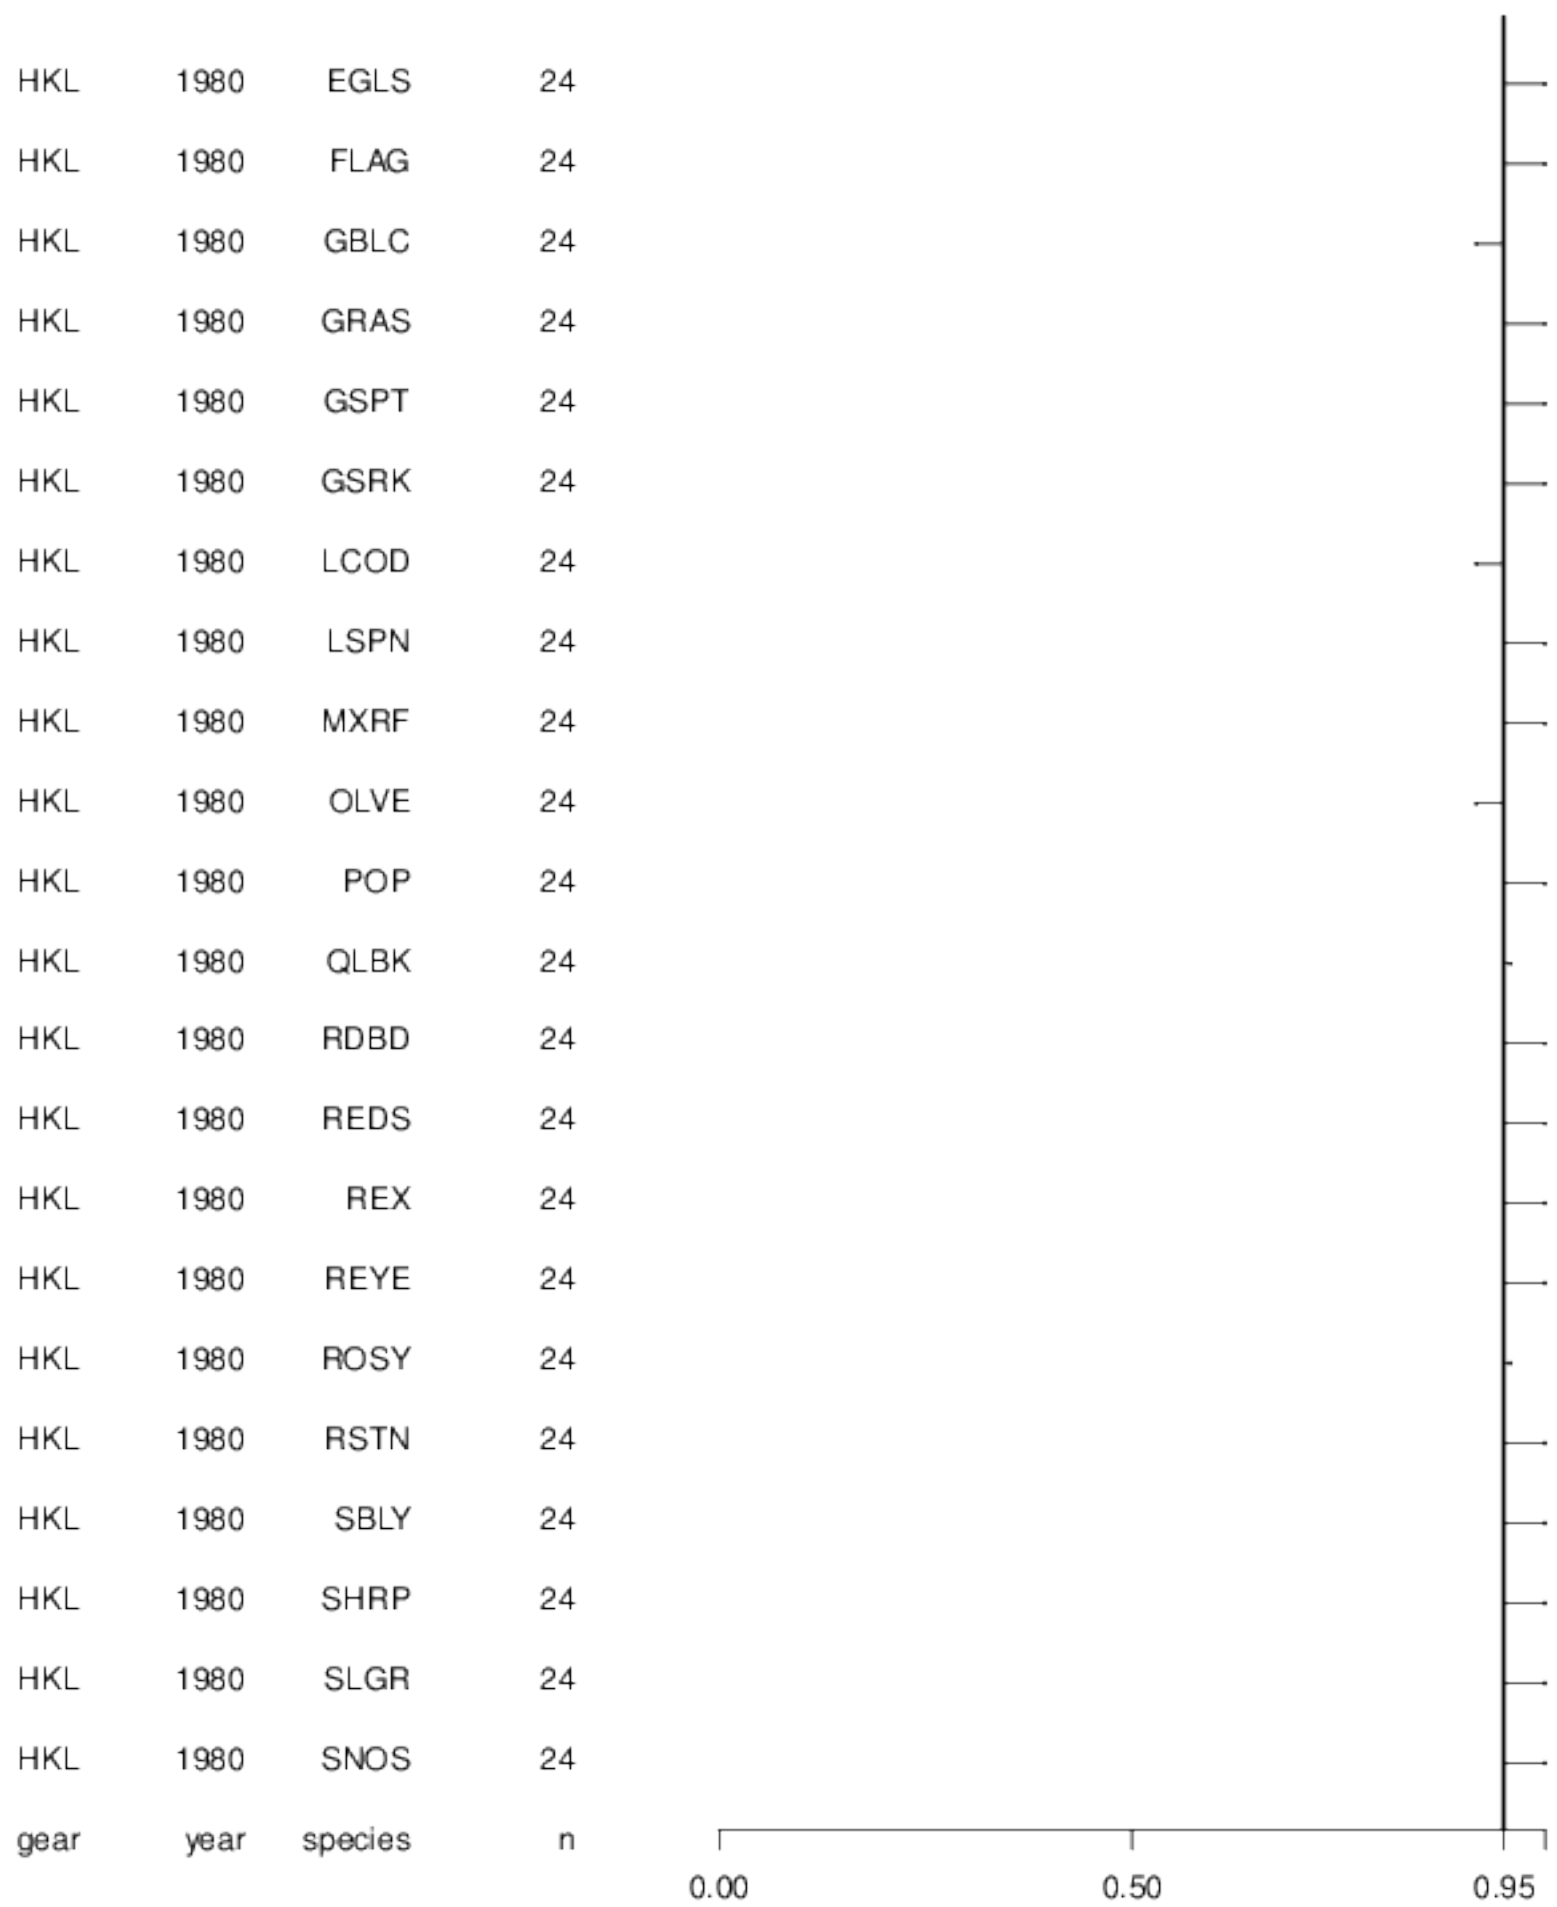 HKL 1980 EGLS 24
HKL 1980 FLAG 24
HKL 1980 GBLC 24
HKL 1980 GRAS 24
HKL 1980 GSPT 24
HKL 1980 GSRK 24
HKL 1980 LCOD 24
HKL 1980 LSPN 24
HKL 1980 MXRF 24
HKL 1980 OLVE 24
HKL 1980 POP 24
HKL 1980 QLBK 24
HKL 1980 RDBD 24
HKL 1980 REDS 24
HKL 1980 REX 24
HKL 1980 REYE 24
HKL 1980 ROSY 24
HKL 1980 RSTN 24
HKL 1980 SBLY 24
HKL 1980 SHRP 24
HKL 1980 SLGR 24
HKL 1980 SNOS 24
gear year species n
0.00 0.50 0.95